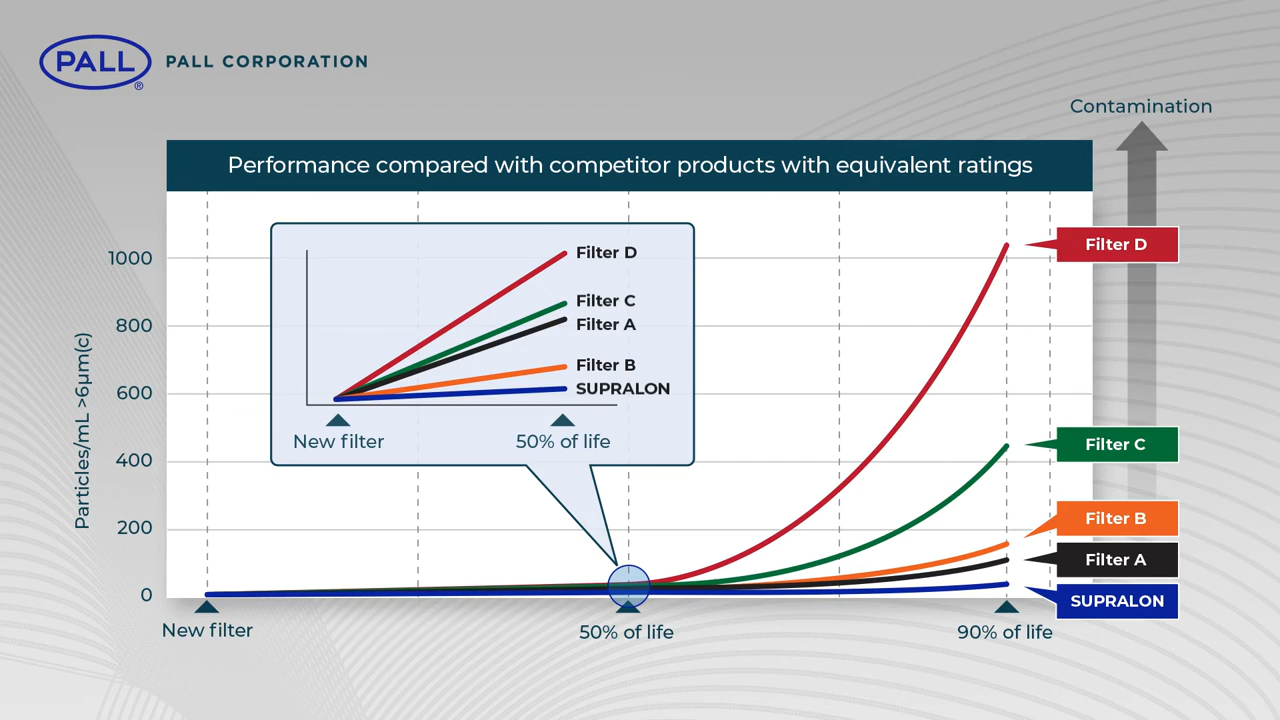 PALL
®
PALL CORPORATION
Contamination
Performance compared with competitor products with equivalent ratings
Particles/mL >6µm(c)
1000
800
600
400
200
0
Filter D
Filter C
Filter A
Filter B
SUPRALON
New filter
50% of life
Filter D
Filter C
Filter B
Filter A
SUPRALON
New filter
50% of life
90% of life